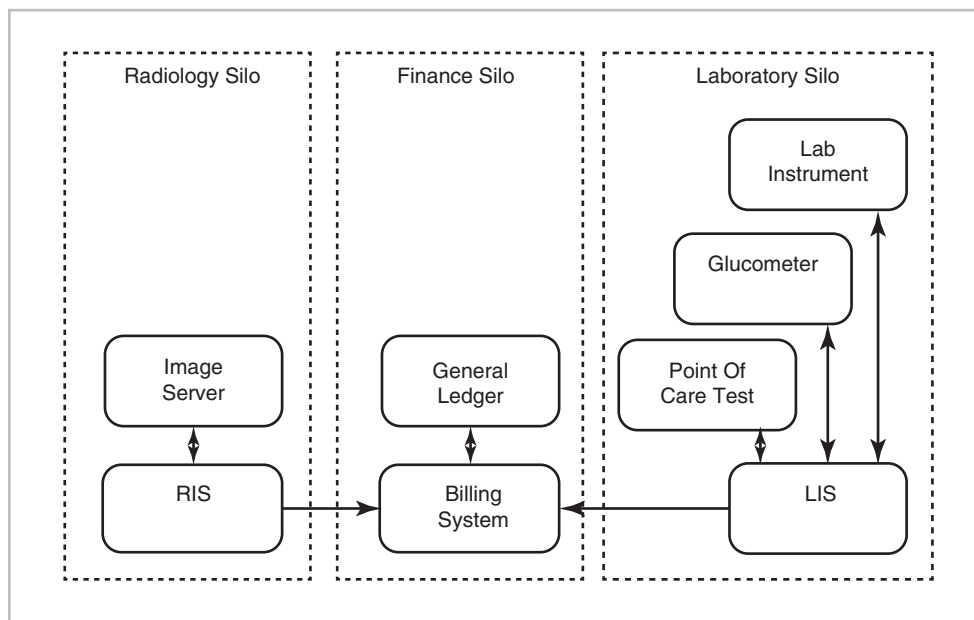 Radiology Silo
Finance Silo
Laboratory Silo
Lab
Instrument
Glucometer
Image
Server
General
Ledger
Point Of
Care Test
RIS
Billing
System
LIS